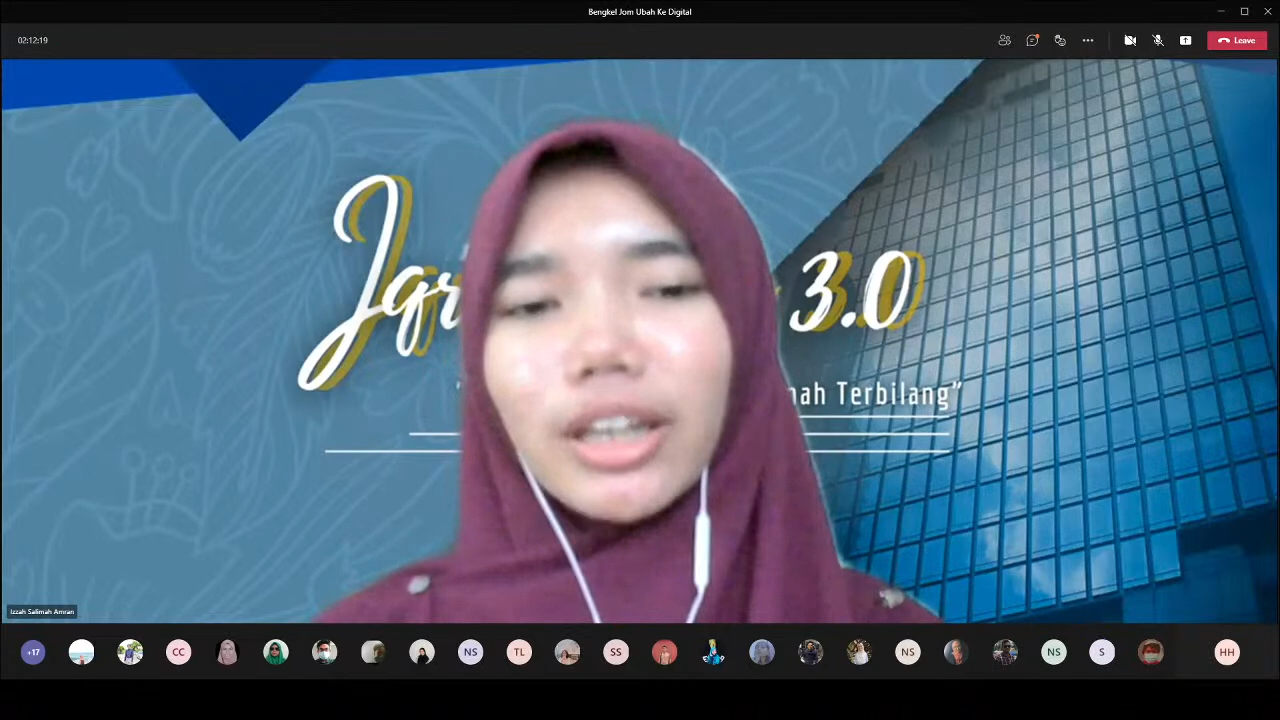 Bengkel Jom Ubah Ke Digital
02:12:19
Leave
3.0
Terbilang”
Izzah Salimah Amran
+17
CC
NS
TL
SS
NS
NS
S
HH